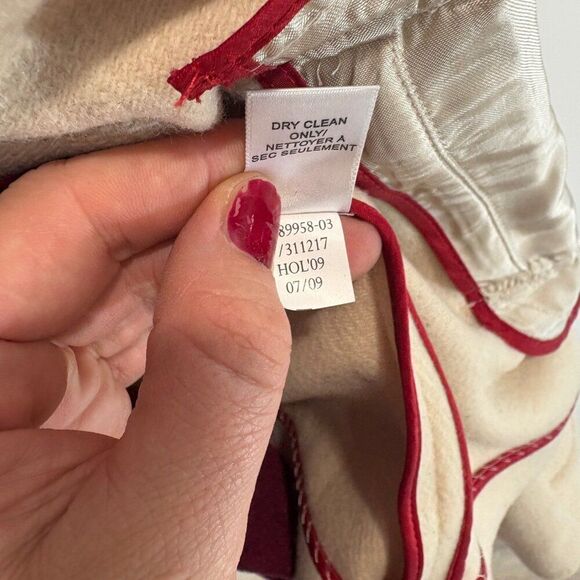 DRY CLEAN
ONLY/
NETTOYER À
SEC SEULEMENT
89958-03
/311217
HOL'09
07/09